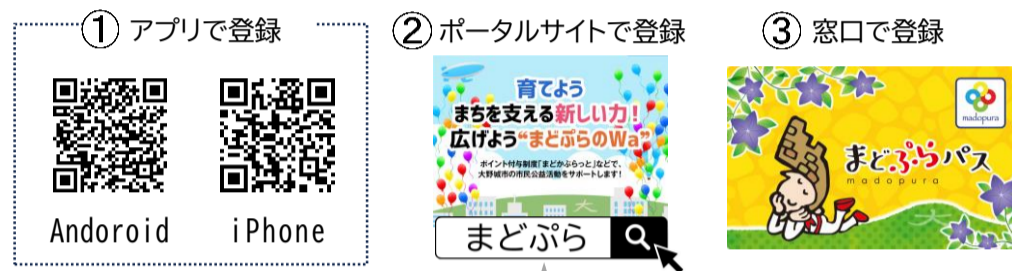 ① アプリで登録
Andoroid
iPhone
② ポータルサイトで登録
育てよう
まちを支える新しい力！
広げよう“まどぷらのWa”
ポイント付与制度「まどかぷらっと」などで、
大野城市の市民公益活動をサポートします！
大
まどぷら
③ 窓口で登録
madopura
まどぷらパス
madopura
大